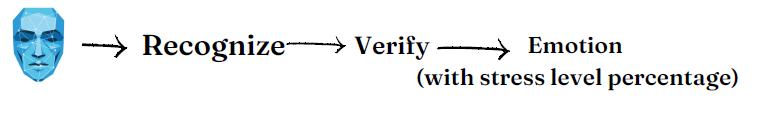 Recognize Verify Emotion
(with stress level percentage)